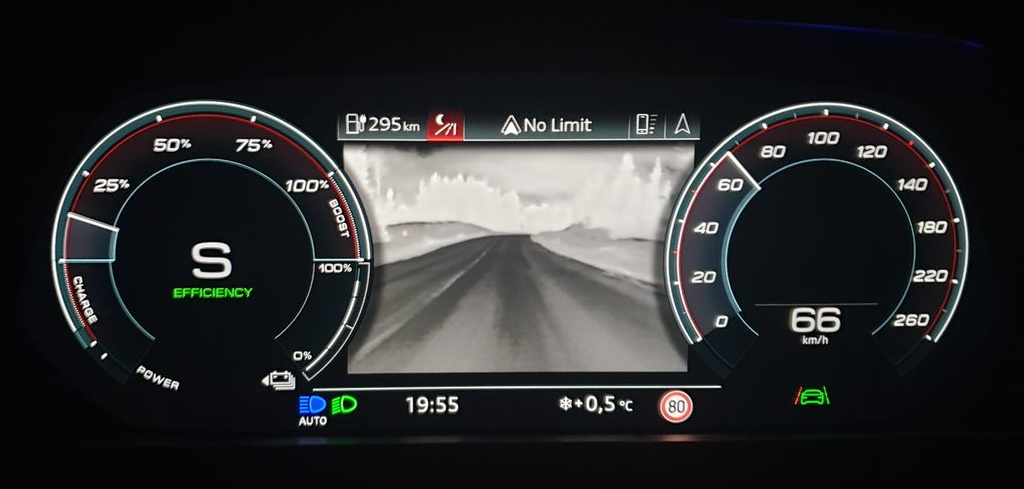 295 km
No Limit
25%
50%
75%
100%
BOOST
100%
0%
CHARGE
POWER
S
EFFICIENCY
0
20
40
60
80
100
120
140
180
220
260
66
km/h
AUTO
19:55
+0,5 °C
80